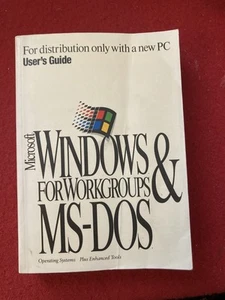 For distribution only with a new PC
User's Guide
Microsoft
WINDOWS
FOR WORKGROUPS &
MS-DOS
Operating Systems Plus Enhanced Tools